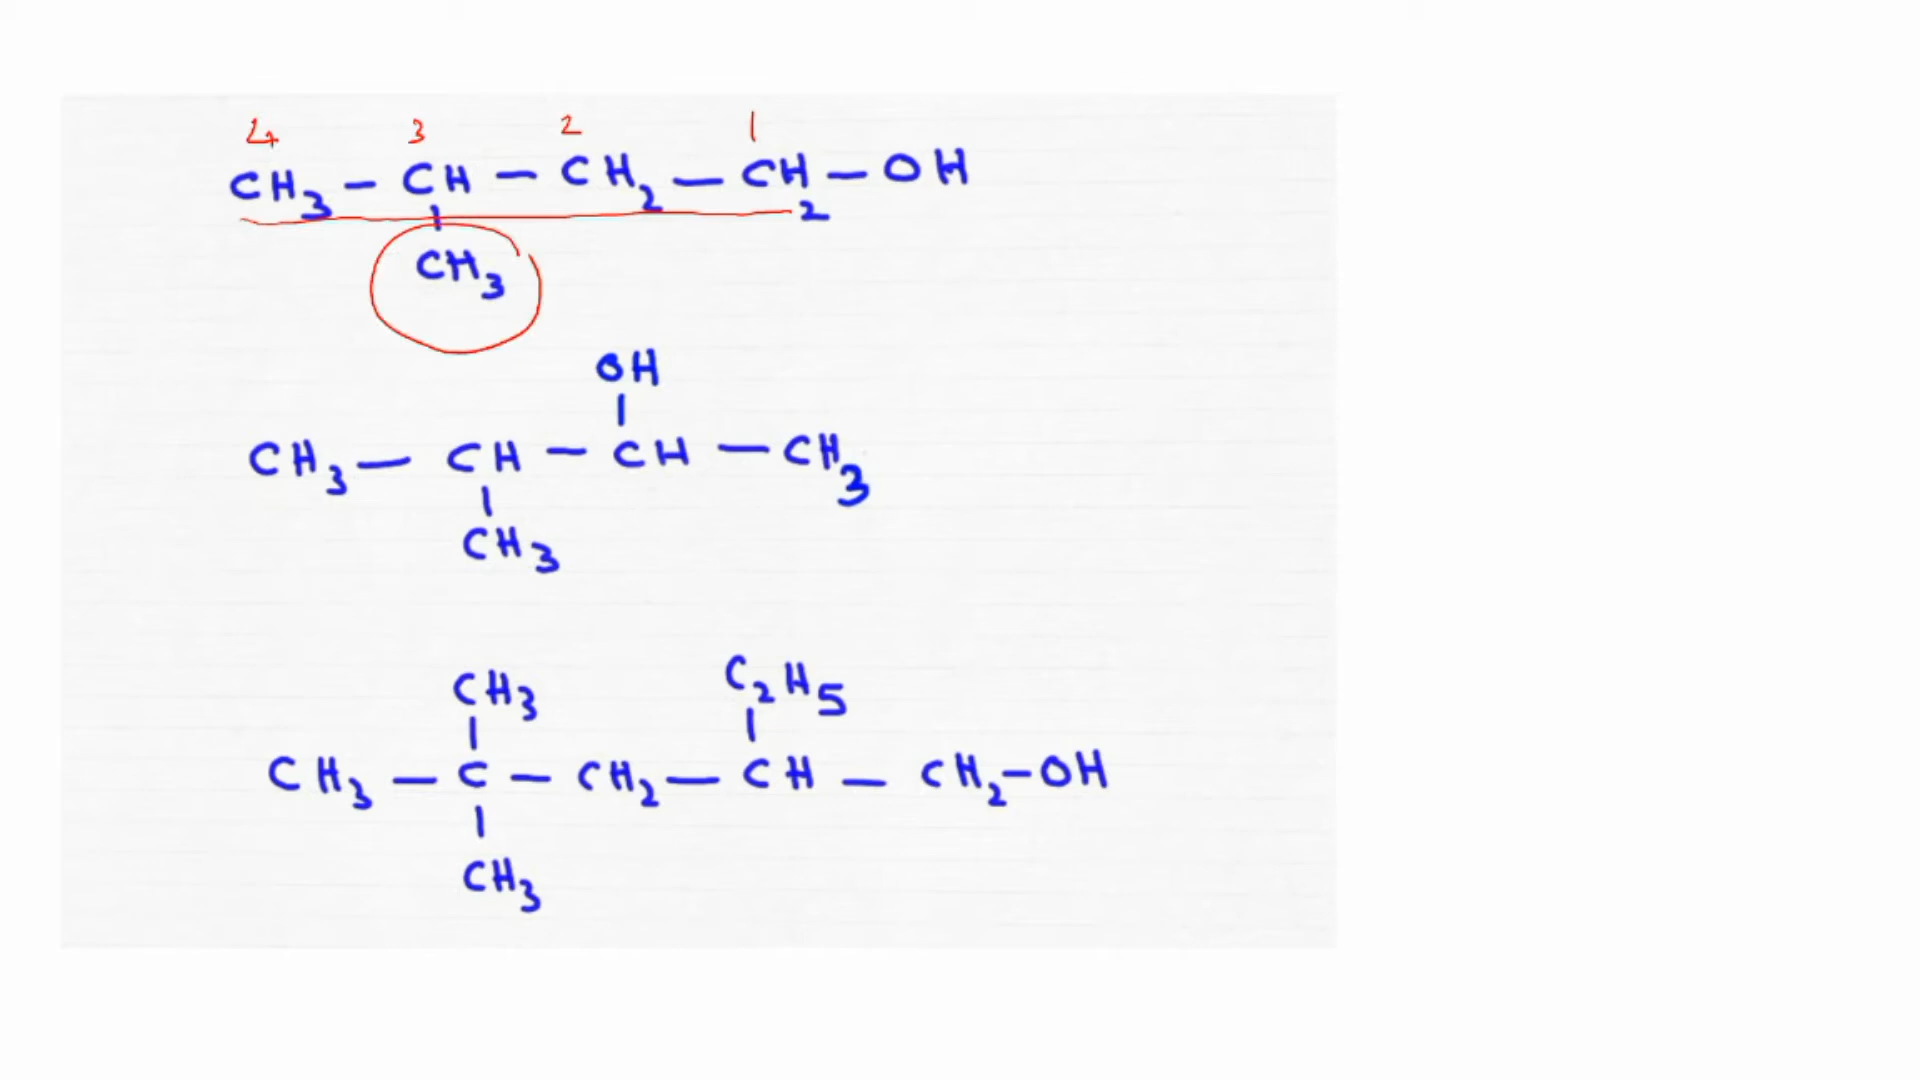 4 3 2 1
CH3 - CH - CH2 - CH2 - OH
CH3
OH
CH3 - CH - CH - CH3
CH3
CH3 C2H5
CH3 - C - CH2 - CH - CH2 - OH
CH3